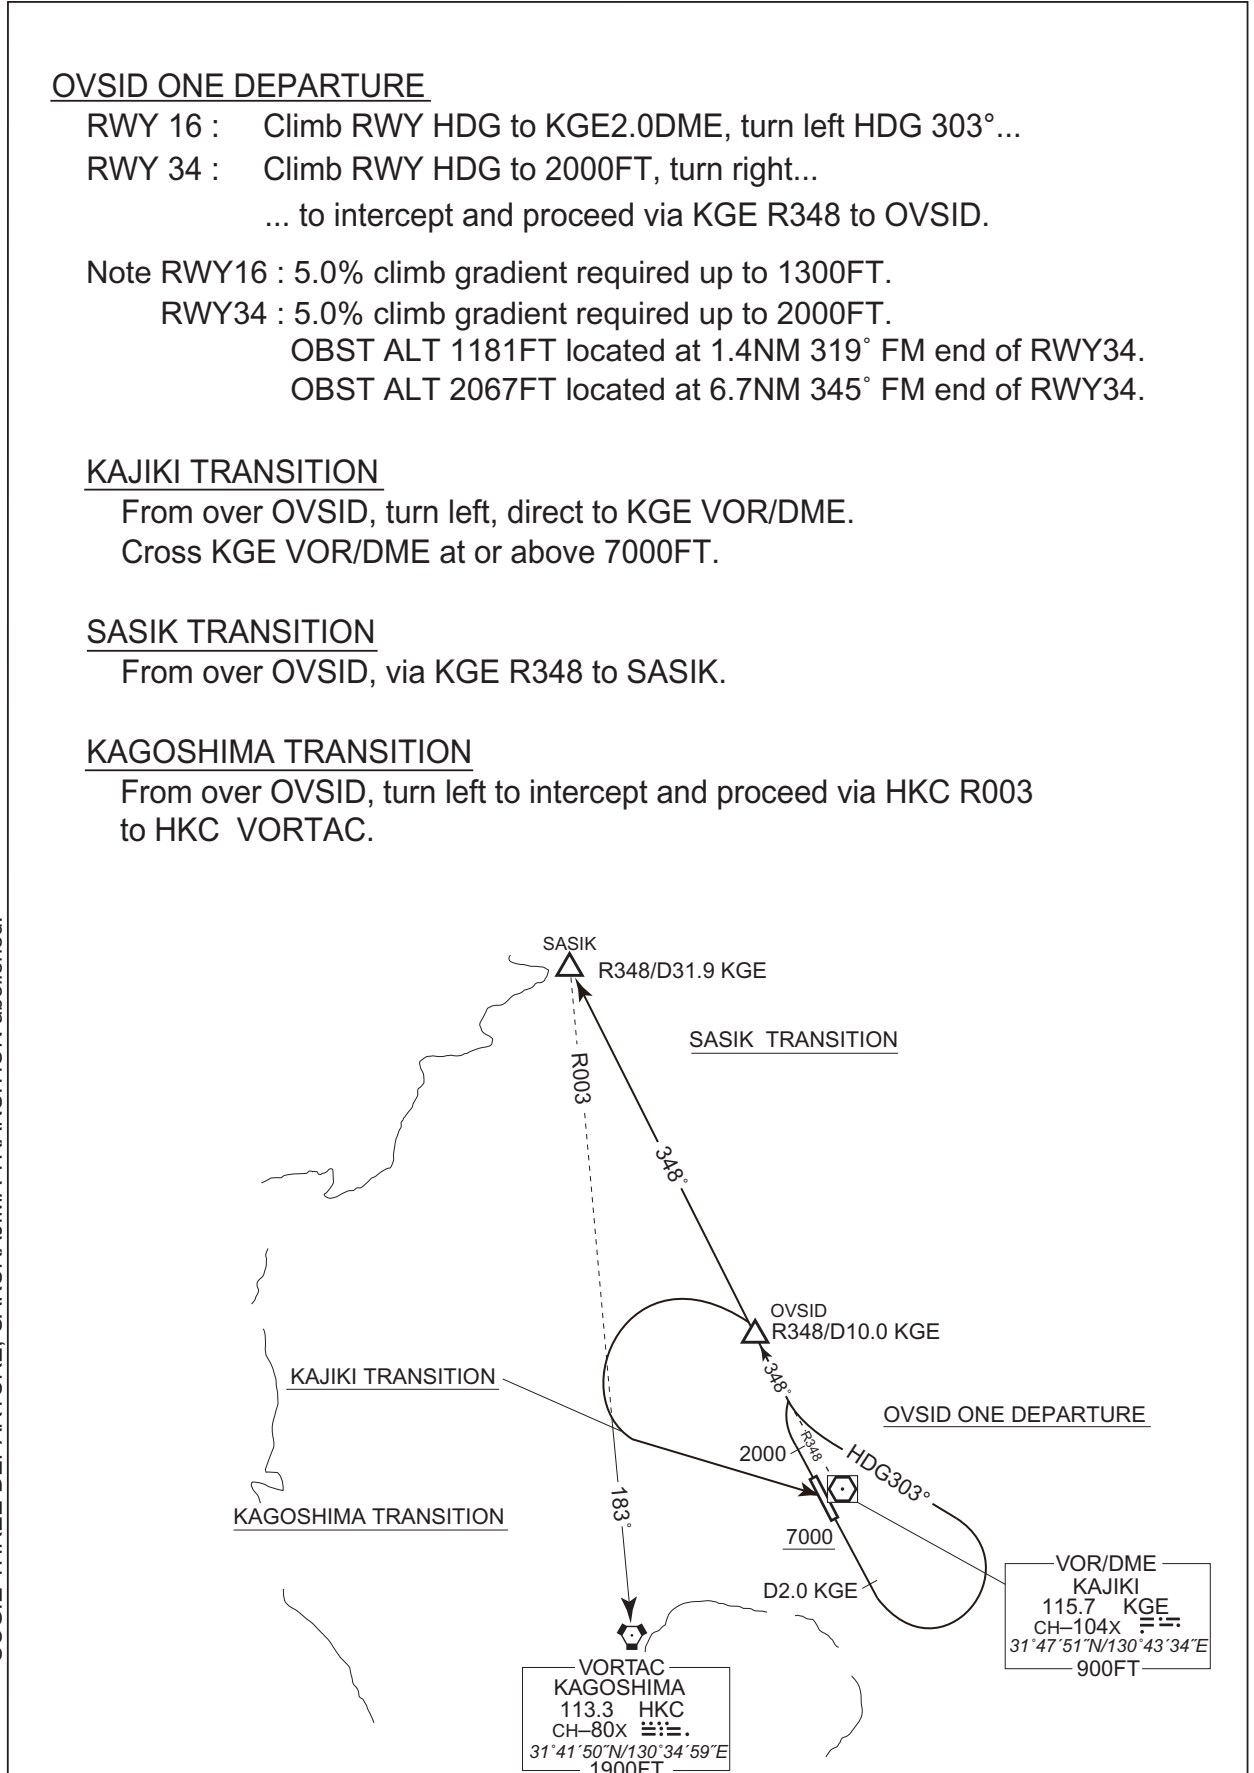 OVSID ONE DEPARTURE
RWY 16 : Climb RWY HDG to KGE2.0DME, turn left HDG 303°...
RWY 34 : Climb RWY HDG to 2000FT, turn right...
... to intercept and proceed via KGE R348 to OVSID.
Note RWY16 : 5.0% climb gradient required up to 1300FT.
RWY34 : 5.0% climb gradient required up to 2000FT.
OBST ALT 1181FT located at 1.4NM 319° FM end of RWY34.
OBST ALT 2067FT located at 6.7NM 345° FM end of RWY34.
KAJIKI TRANSITION
From over OVSID, turn left, direct to KGE VOR/DME.
Cross KGE VOR/DME at or above 7000FT.
SASIK TRANSITION
From over OVSID, via KGE R348 to SASIK.
KAGOSHIMA TRANSITION
From over OVSID, turn left to intercept and proceed via HKC R003
to HKC VORTAC.
SASIK
R348/D31.9 KGE
SASIK TRANSITION
R003
348°
OVSID
R348/D10.0 KGE
KAJIKI TRANSITION
348°
OVSID ONE DEPARTURE
R348
2000
HDG303°
183°
KAGOSHIMA TRANSITION
7000
D2.0 KGE
VOR/DME
KAJIKI
115.7 KGE
CH–104X
31°47′51″N/130°43′34″E
900FT
VORTAC
KAGOSHIMA
113.3 HKC
CH–80X
31°41′50″N/130°34′59″E
1900FT